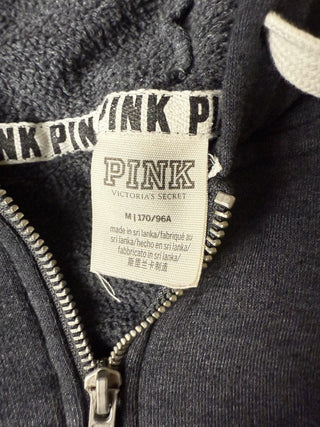 PINK PINK PIN
PINK
VICTORIA'S SECRET
M | 170/96A
made in sri lanka/fabriqué au
sri lanka/hecho en sri lanka/
fabbricato in sri lanka
斯里兰卡制造